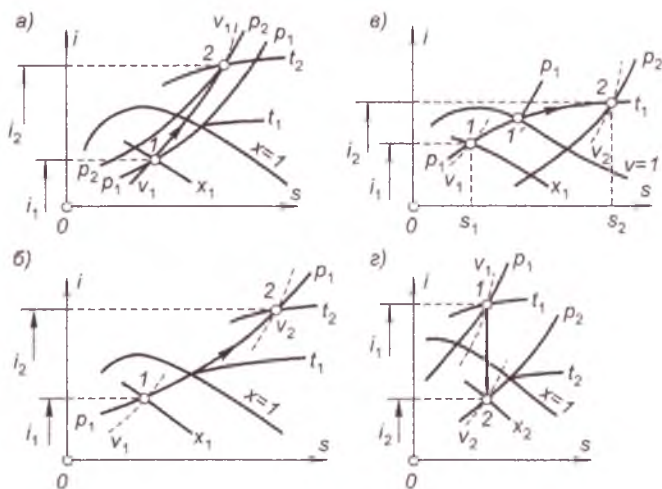 а)
i
v₁
p₂
p₁
2
t₂
i₂
t₁
1
x=1
i₁
p₂
p₁
v₁
x₁
0
s
в)
i
p₁
2
p₂
t₁
1
1′
i₂
v₂
p₁
i₁
v₁
x₁
v=1
0
s₁
s₂
s
б)
i
p₁
2
v₂
t₂
i₂
t₁
1
x=1
i₁
p₁
v₁
x₁
0
s
г)
i
v₁
p₁
1
t₁
p₂
i₁
t₂
x=1
i₂
2
v₂
x₂
0
s